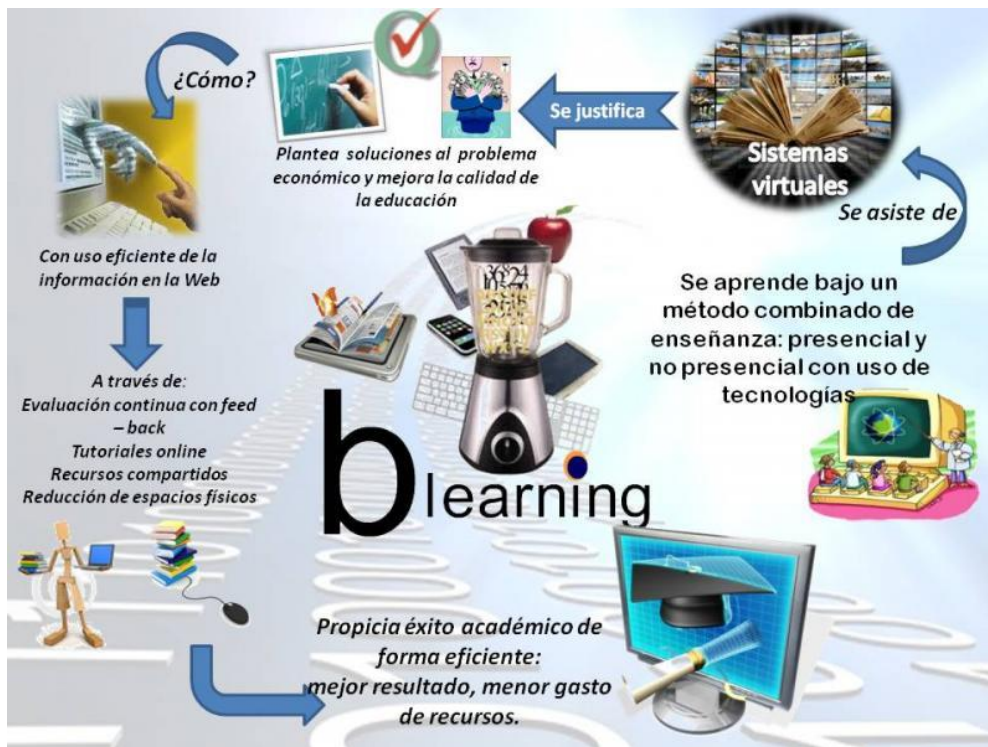 ¿Cómo?
Plantea soluciones al problema
económico y mejora la calidad de
la educación
Se justifica
Sistemas
virtuales
Se asiste de
Se aprende bajo un
método combinado de
enseñanza: presencial y
no presencial con uso de
tecnologías
Con uso eficiente de la
información en la Web
A través de:
Evaluación continua con feed
– back
Tutoriales online
Recursos compartidos
Reducción de espacios físicos
b learning
Propicia éxito académico de
forma eficiente:
mejor resultado, menor gasto
de recursos.